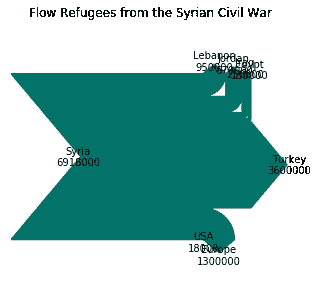 Flow Refugees from the Syrian Civil War
Lebanon
950000
Jordan
Egypt
Syria
6918000
Turkey
3600000
USA
Europe
1300000